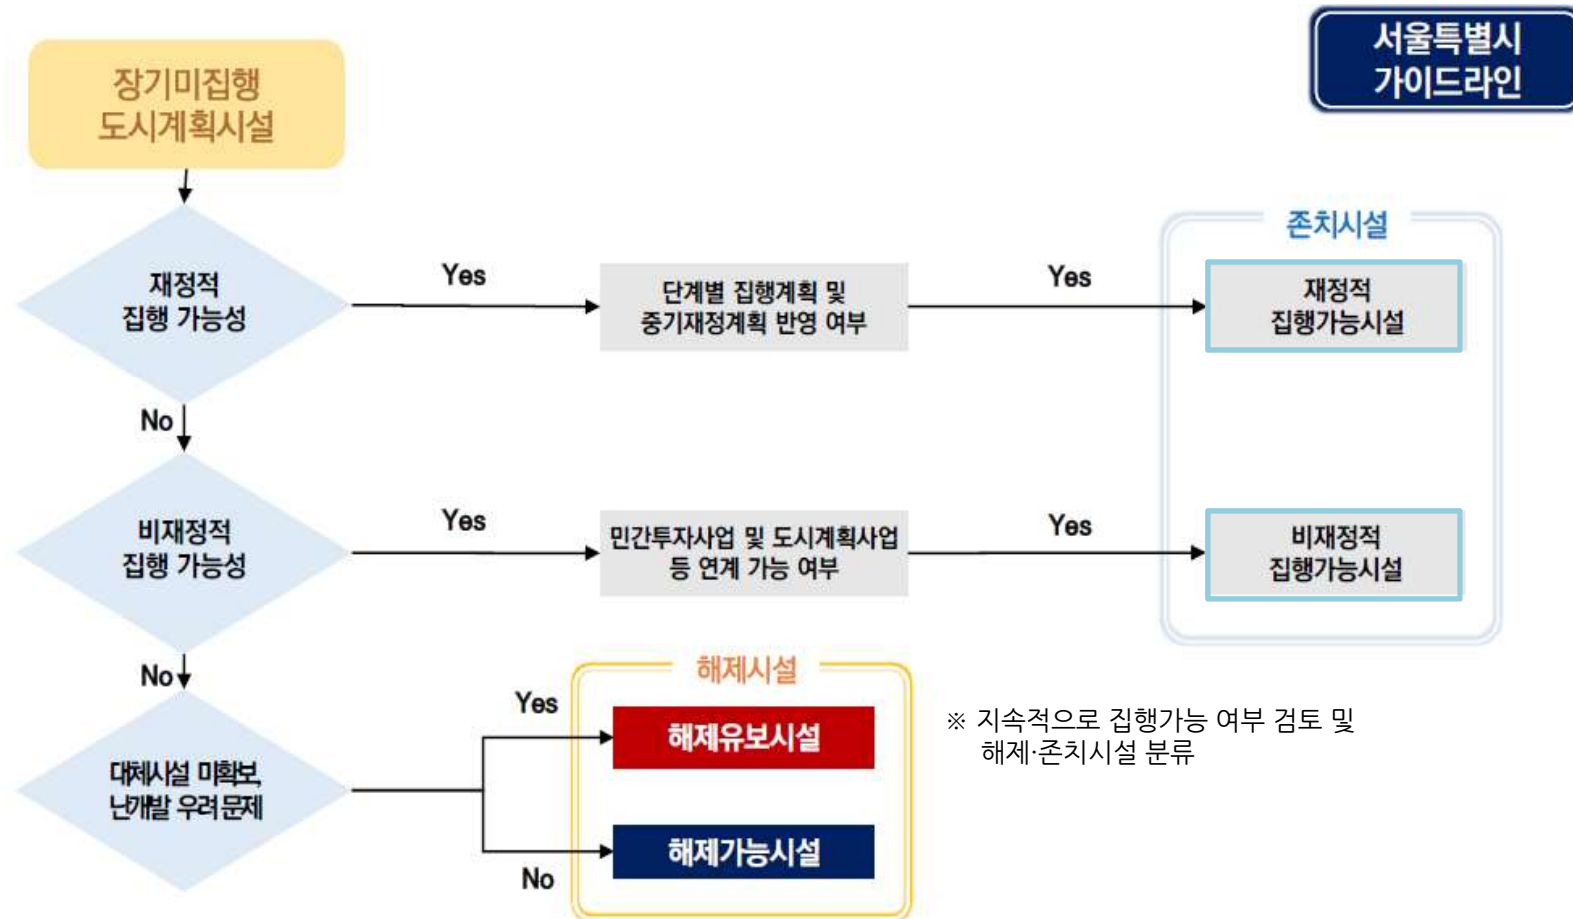 서울특별시
가이드라인
장기미집행
도시계획시설
존치시설
재정적
집행 가능성
Yes
단계별 집행계획 및
중기재정계획 반영 여부
Yes
재정적
집행가능시설
No
비재정적
집행 가능성
Yes
민간투자사업 및 도시계획사업
등 연계 가능 여부
Yes
비재정적
집행가능시설
No
해제시설
대체시설 미확보,
난개발 우려 문제
Yes
해제유보시설
※ 지속적으로 집행가능 여부 검토 및
해제·존치시설 분류
No
해제가능시설